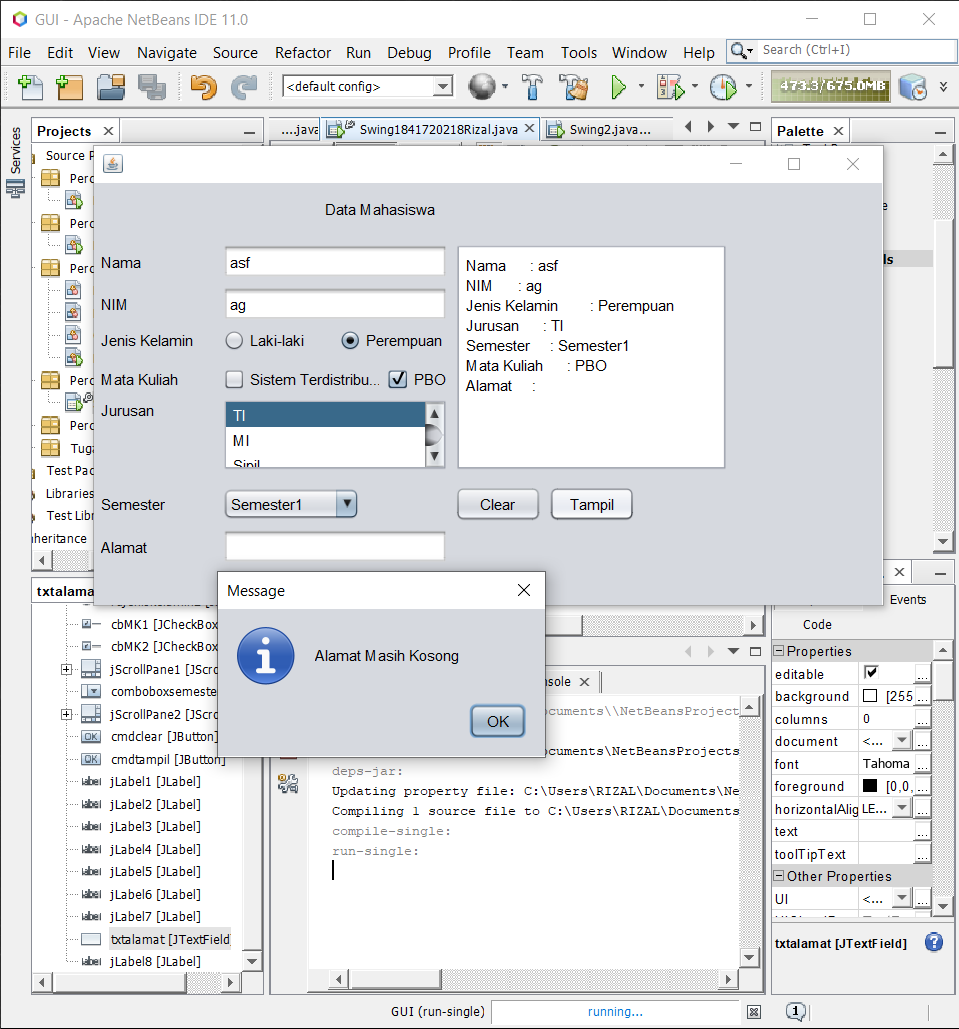 GUI - Apache NetBeans IDE 11.0
File Edit View Navigate Source Refactor Run Debug Profile Team Tools Window Help
Search (Ctrl+I)
<default config>
473.3/675.0MB
Services
Projects
....java
Swing1841720218Rizal.java
Swing2.java...
Palette
Source P
Perc
Perc
Perc
Perc
Perc
Tuga
Test Pac
Libraries
Test Libr
nheritance
ls
Data Mahasiswa
Nama
asf
NIM
ag
Jenis Kelamin
Laki-laki
Perempuan
Mata Kuliah
Sistem Terdistribu...
PBO
Jurusan
TI
MI
Sipil
Semester
Semester1
Alamat
Nama : asf
NIM : ag
Jenis Kelamin : Perempuan
Jurusan : TI
Semester : Semester1
Mata Kuliah : PBO
Alamat :
Clear
Tampil
Message
Alamat Masih Kosong
OK
txtalama
cbMK1 [JCheckBox
cbMK2 [JCheckBox
jScrollPane1 [JScro
comboboxsemeste
jScrollPane2 [JScro
cmdclear [JButton]
cmdtampil [JButton]
jLabel1 [JLabel]
jLabel2 [JLabel]
jLabel3 [JLabel]
jLabel4 [JLabel]
jLabel5 [JLabel]
jLabel6 [JLabel]
jLabel7 [JLabel]
txtalamat [JTextField]
jLabel8 [JLabel]
nsole
ocuments\\NetBeansProject
ocuments\NetBeansProjects
deps-jar:
Updating property file: C:\Users\RIZAL\Documents\Ne
Compiling 1 source file to C:\Users\RIZAL\Documents
compile-single:
run-single:
Events
Code
Properties
editable
background [255
columns 0
document <...
font Tahoma
foreground [0,0,
horizontalAlig LE...
text
toolTipText
Other Properties
UI <...
txtalamat [JTextField]
GUI (run-single)
running...